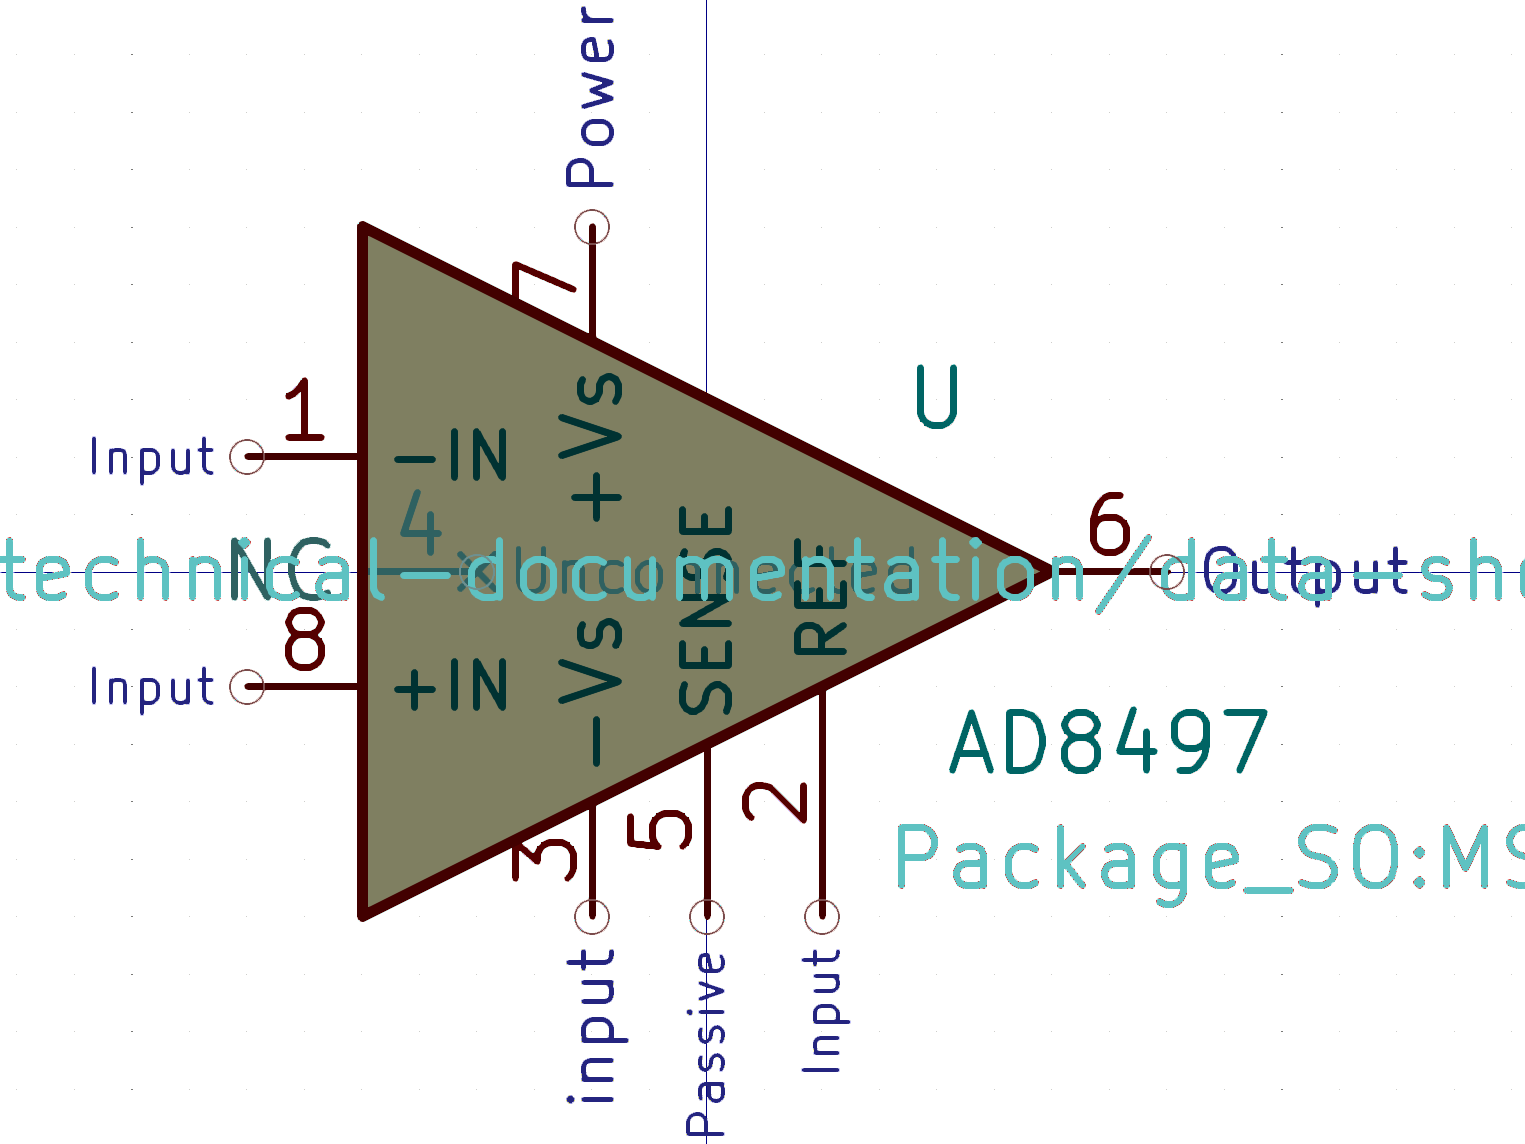 Power
7
U
1
Input
-IN
+Vs
4
6
NC
Unconnected
technical-documentation/data-she
Output
8
Input
+IN
-Vs
SENSE
REF
AD8497
3
5
2
Package_SO:MS
input
Passive
Input